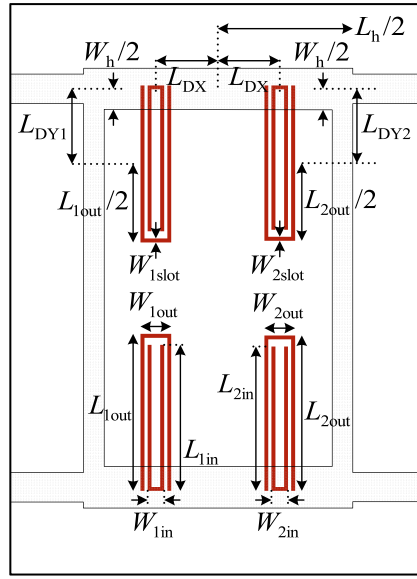 L_h/2
W_h/2 W_h/2
L_DX L_DX
L_DY1 L_DY2
L_1out/2 L_2out/2
W_1slot W_2slot
W_1out W_2out
L_1out L_2in L_2out
L_1in
W_1in W_2in